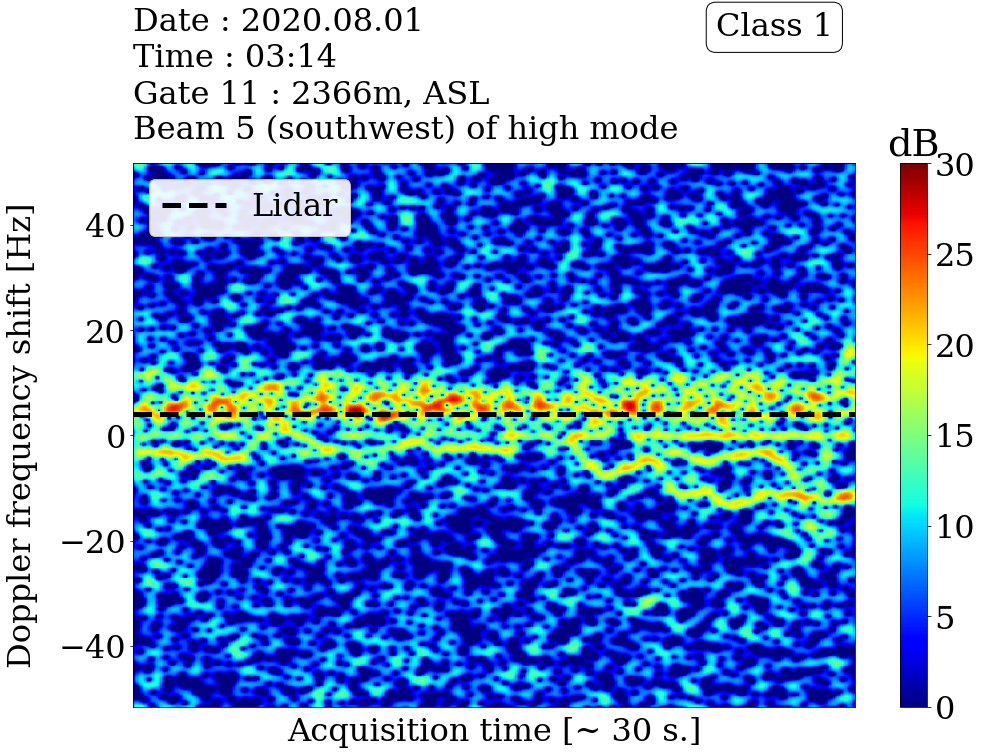 Date : 2020.08.01
Class 1
Time : 03:14
Gate 11 : 2366m, ASL
Beam 5 (southwest) of high mode
dB
Lidar
Doppler frequency shift [Hz]
40
20
0
−20
−40
30
25
20
15
10
5
0
Acquisition time [~ 30 s.]